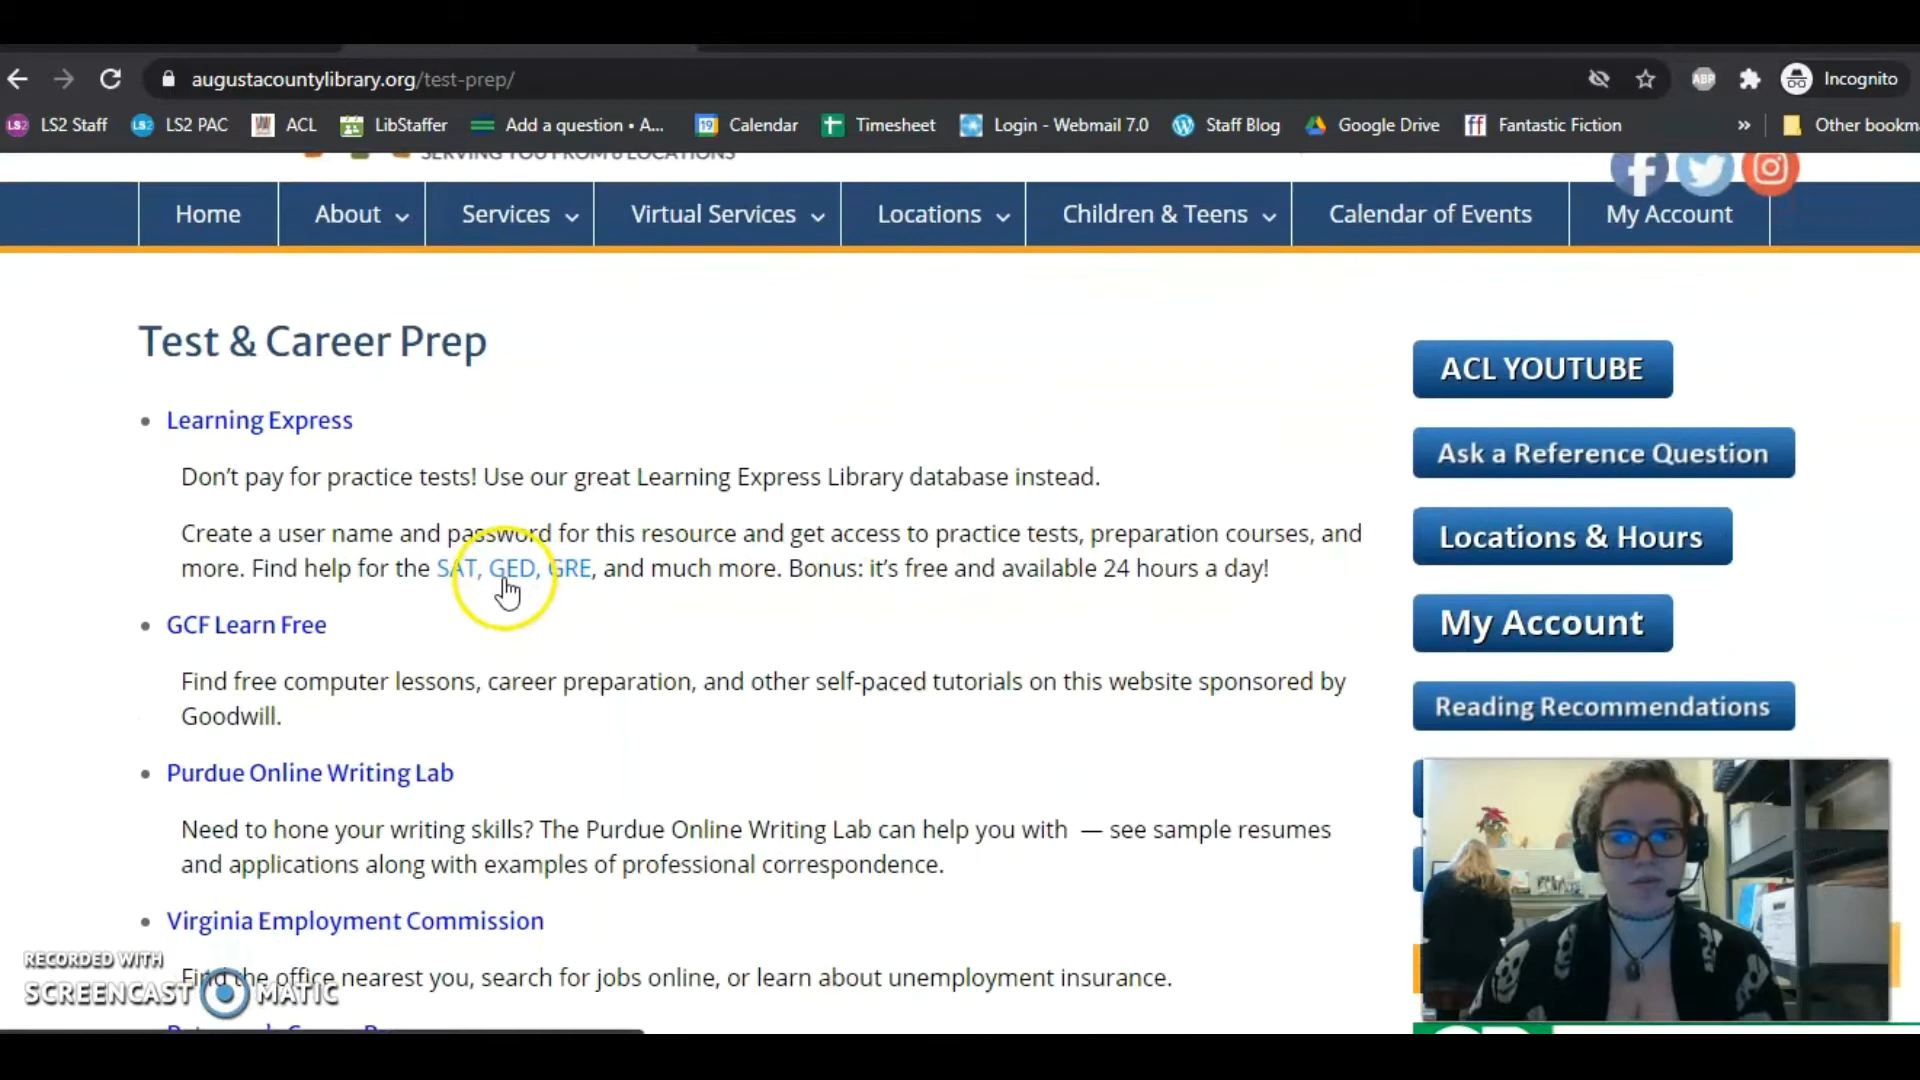 augustacountylibrary.org/test-prep/
ABP
Incognito
LS2 Staff
LS2 PAC
ACL
LibStaffer
Add a question • A...
19 Calendar
Timesheet
Login - Webmail 7.0
Staff Blog
Google Drive
ff Fantastic Fiction
»
Other bookm
SERVING YOU FROM 8 LOCATIONS
Home
About
Services
Virtual Services
Locations
Children & Teens
Calendar of Events
My Account
Test & Career Prep
• Learning Express
Don’t pay for practice tests! Use our great Learning Express Library database instead.
Create a user name and password for this resource and get access to practice tests, preparation courses, and
more. Find help for the SAT, GED, GRE, and much more. Bonus: it’s free and available 24 hours a day!
• GCF Learn Free
Find free computer lessons, career preparation, and other self-paced tutorials on this website sponsored by
Goodwill.
• Purdue Online Writing Lab
Need to hone your writing skills? The Purdue Online Writing Lab can help you with — see sample resumes
and applications along with examples of professional correspondence.
• Virginia Employment Commission
Find the office nearest you, search for jobs online, or learn about unemployment insurance.
ACL YOUTUBE
Ask a Reference Question
Locations & Hours
My Account
Reading Recommendations
RECORDED WITH
SCREENCAST MATIC